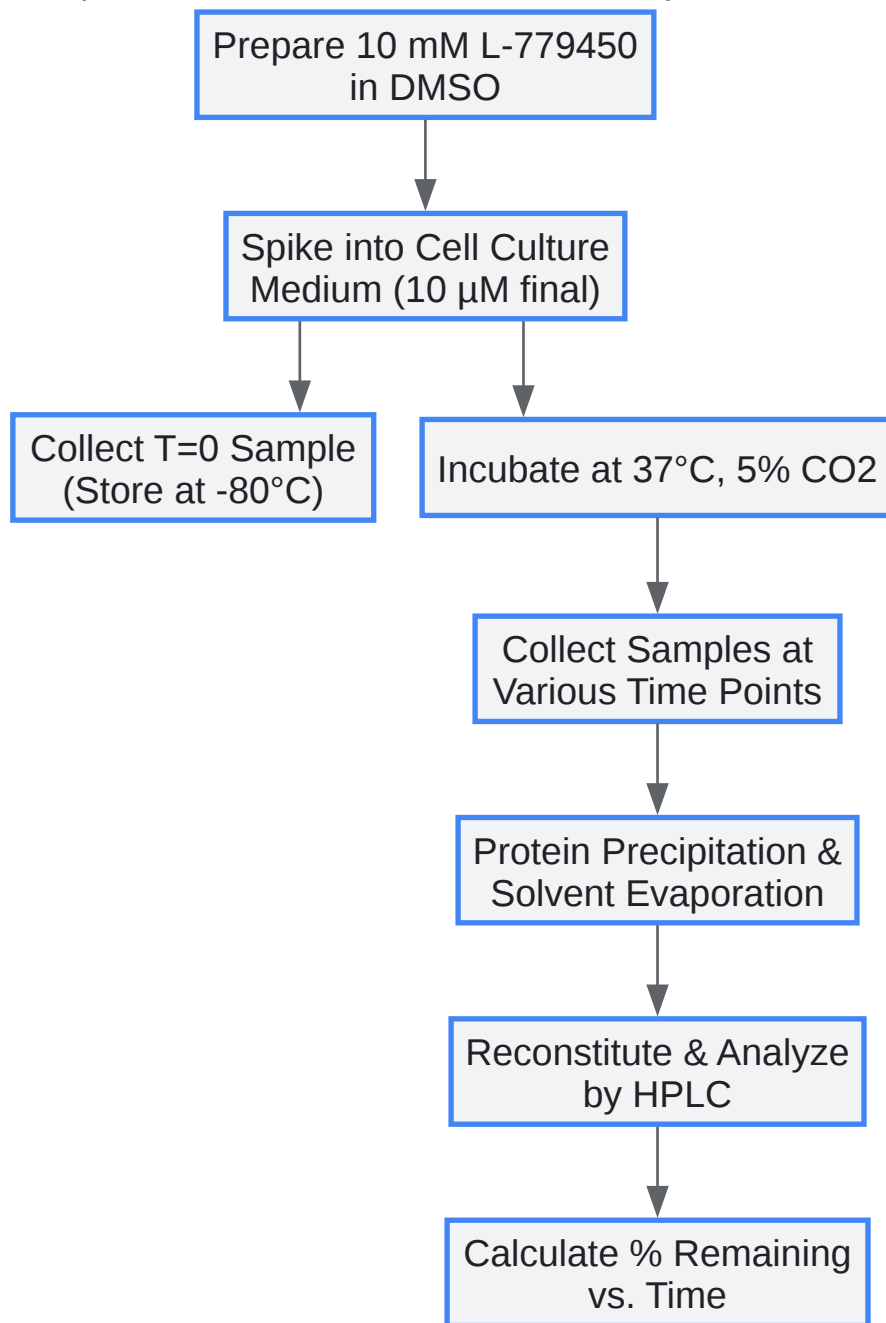 Prepare 10 mM L-779450
in DMSO
Spike into Cell Culture
Medium (10 µM final)
Collect T=0 Sample
(Store at -80°C)
Incubate at 37°C, 5% CO2
Collect Samples at
Various Time Points
Protein Precipitation &
Solvent Evaporation
Reconstitute & Analyze
by HPLC
Calculate % Remaining
vs. Time